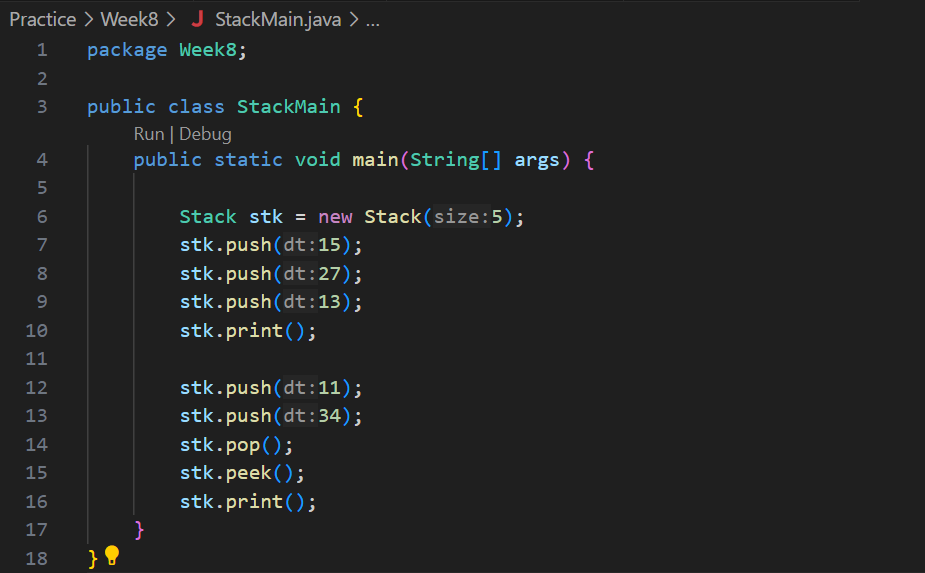 Practice > Week8 > J StackMain.java > ...
1 package Week8;
2
3 public class StackMain {
Run | Debug
4 public static void main(String[] args) {
5
6 Stack stk = new Stack(size:5);
7 stk.push(dt:15);
8 stk.push(dt:27);
9 stk.push(dt:13);
10 stk.print();
11
12 stk.push(dt:11);
13 stk.push(dt:34);
14 stk.pop();
15 stk.peek();
16 stk.print();
17 }
18 }